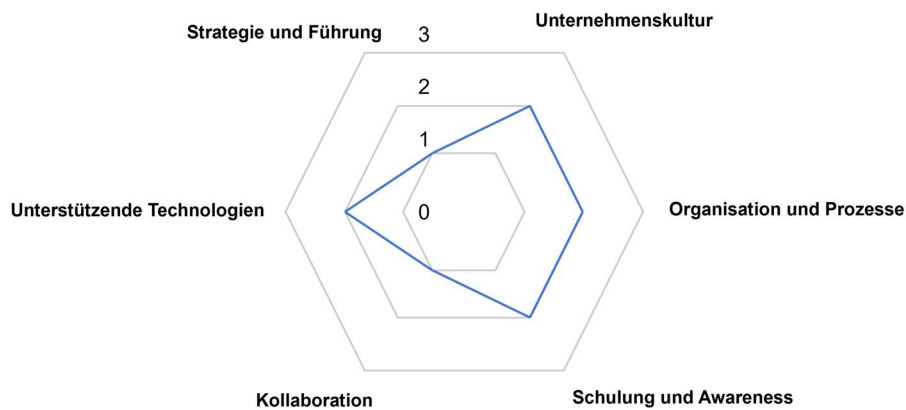 Unternehmenskultur
Strategie und Führung
3
2
1
Unterstützende Technologien
0
Organisation und Prozesse
Kollaboration
Schulung und Awareness